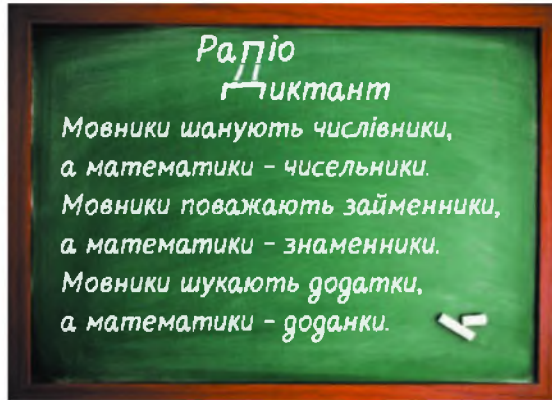 Радіо
Диктант
Мовники шанують числівники,
а математики - чисельники.
Мовники поважають займенники,
а математики - знаменники.
Мовники шукають додатки,
а математики - доданки.